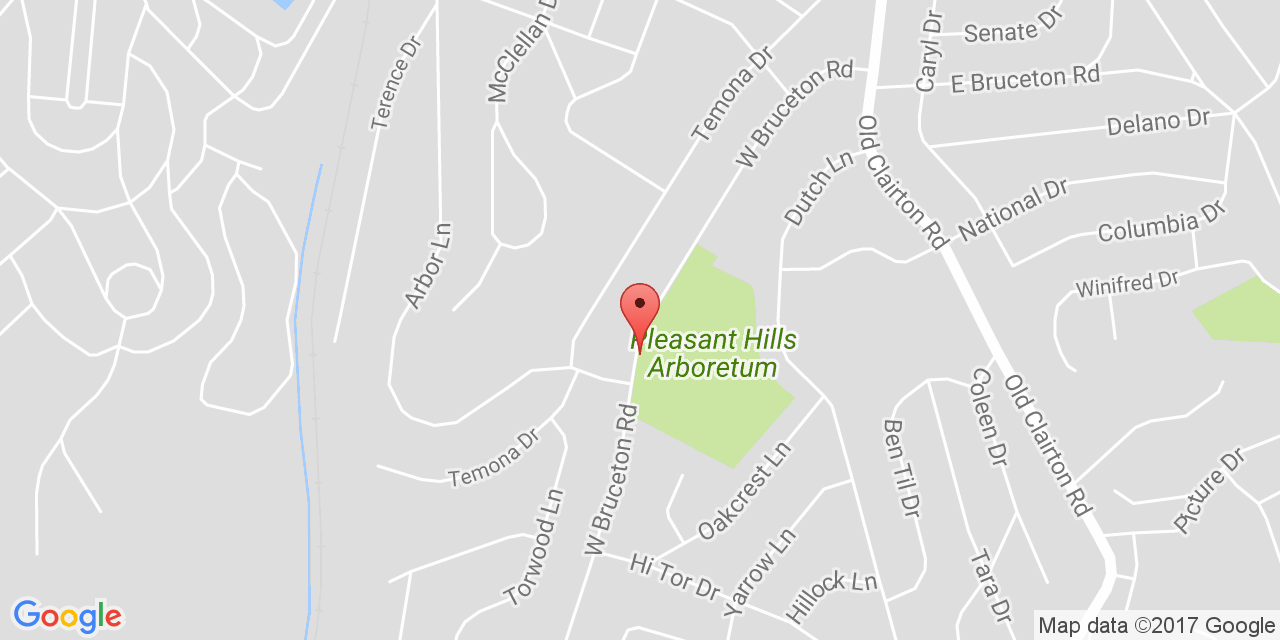 Senate Dr
Caryl Dr
McClellan D
Terence Dr
Temona Dr
W Bruceton Rd
E Bruceton Rd
Delano Dr
Old Clairton Rd
Dutch Ln
National Dr
Columbia Dr
Arbor Ln
Winifred Dr
Pleasant Hills
Arboretum
Old Clairton Rd
Coleen Dr
W Bruceton Rd
Temona Dr
Ben Til Dr
Oakcrest Ln
Picture Dr
Torwood Ln
Yarrow Ln
Hi Tor Dr
Hillock Ln
Tara Dr
Google
Map data ©2017 Google